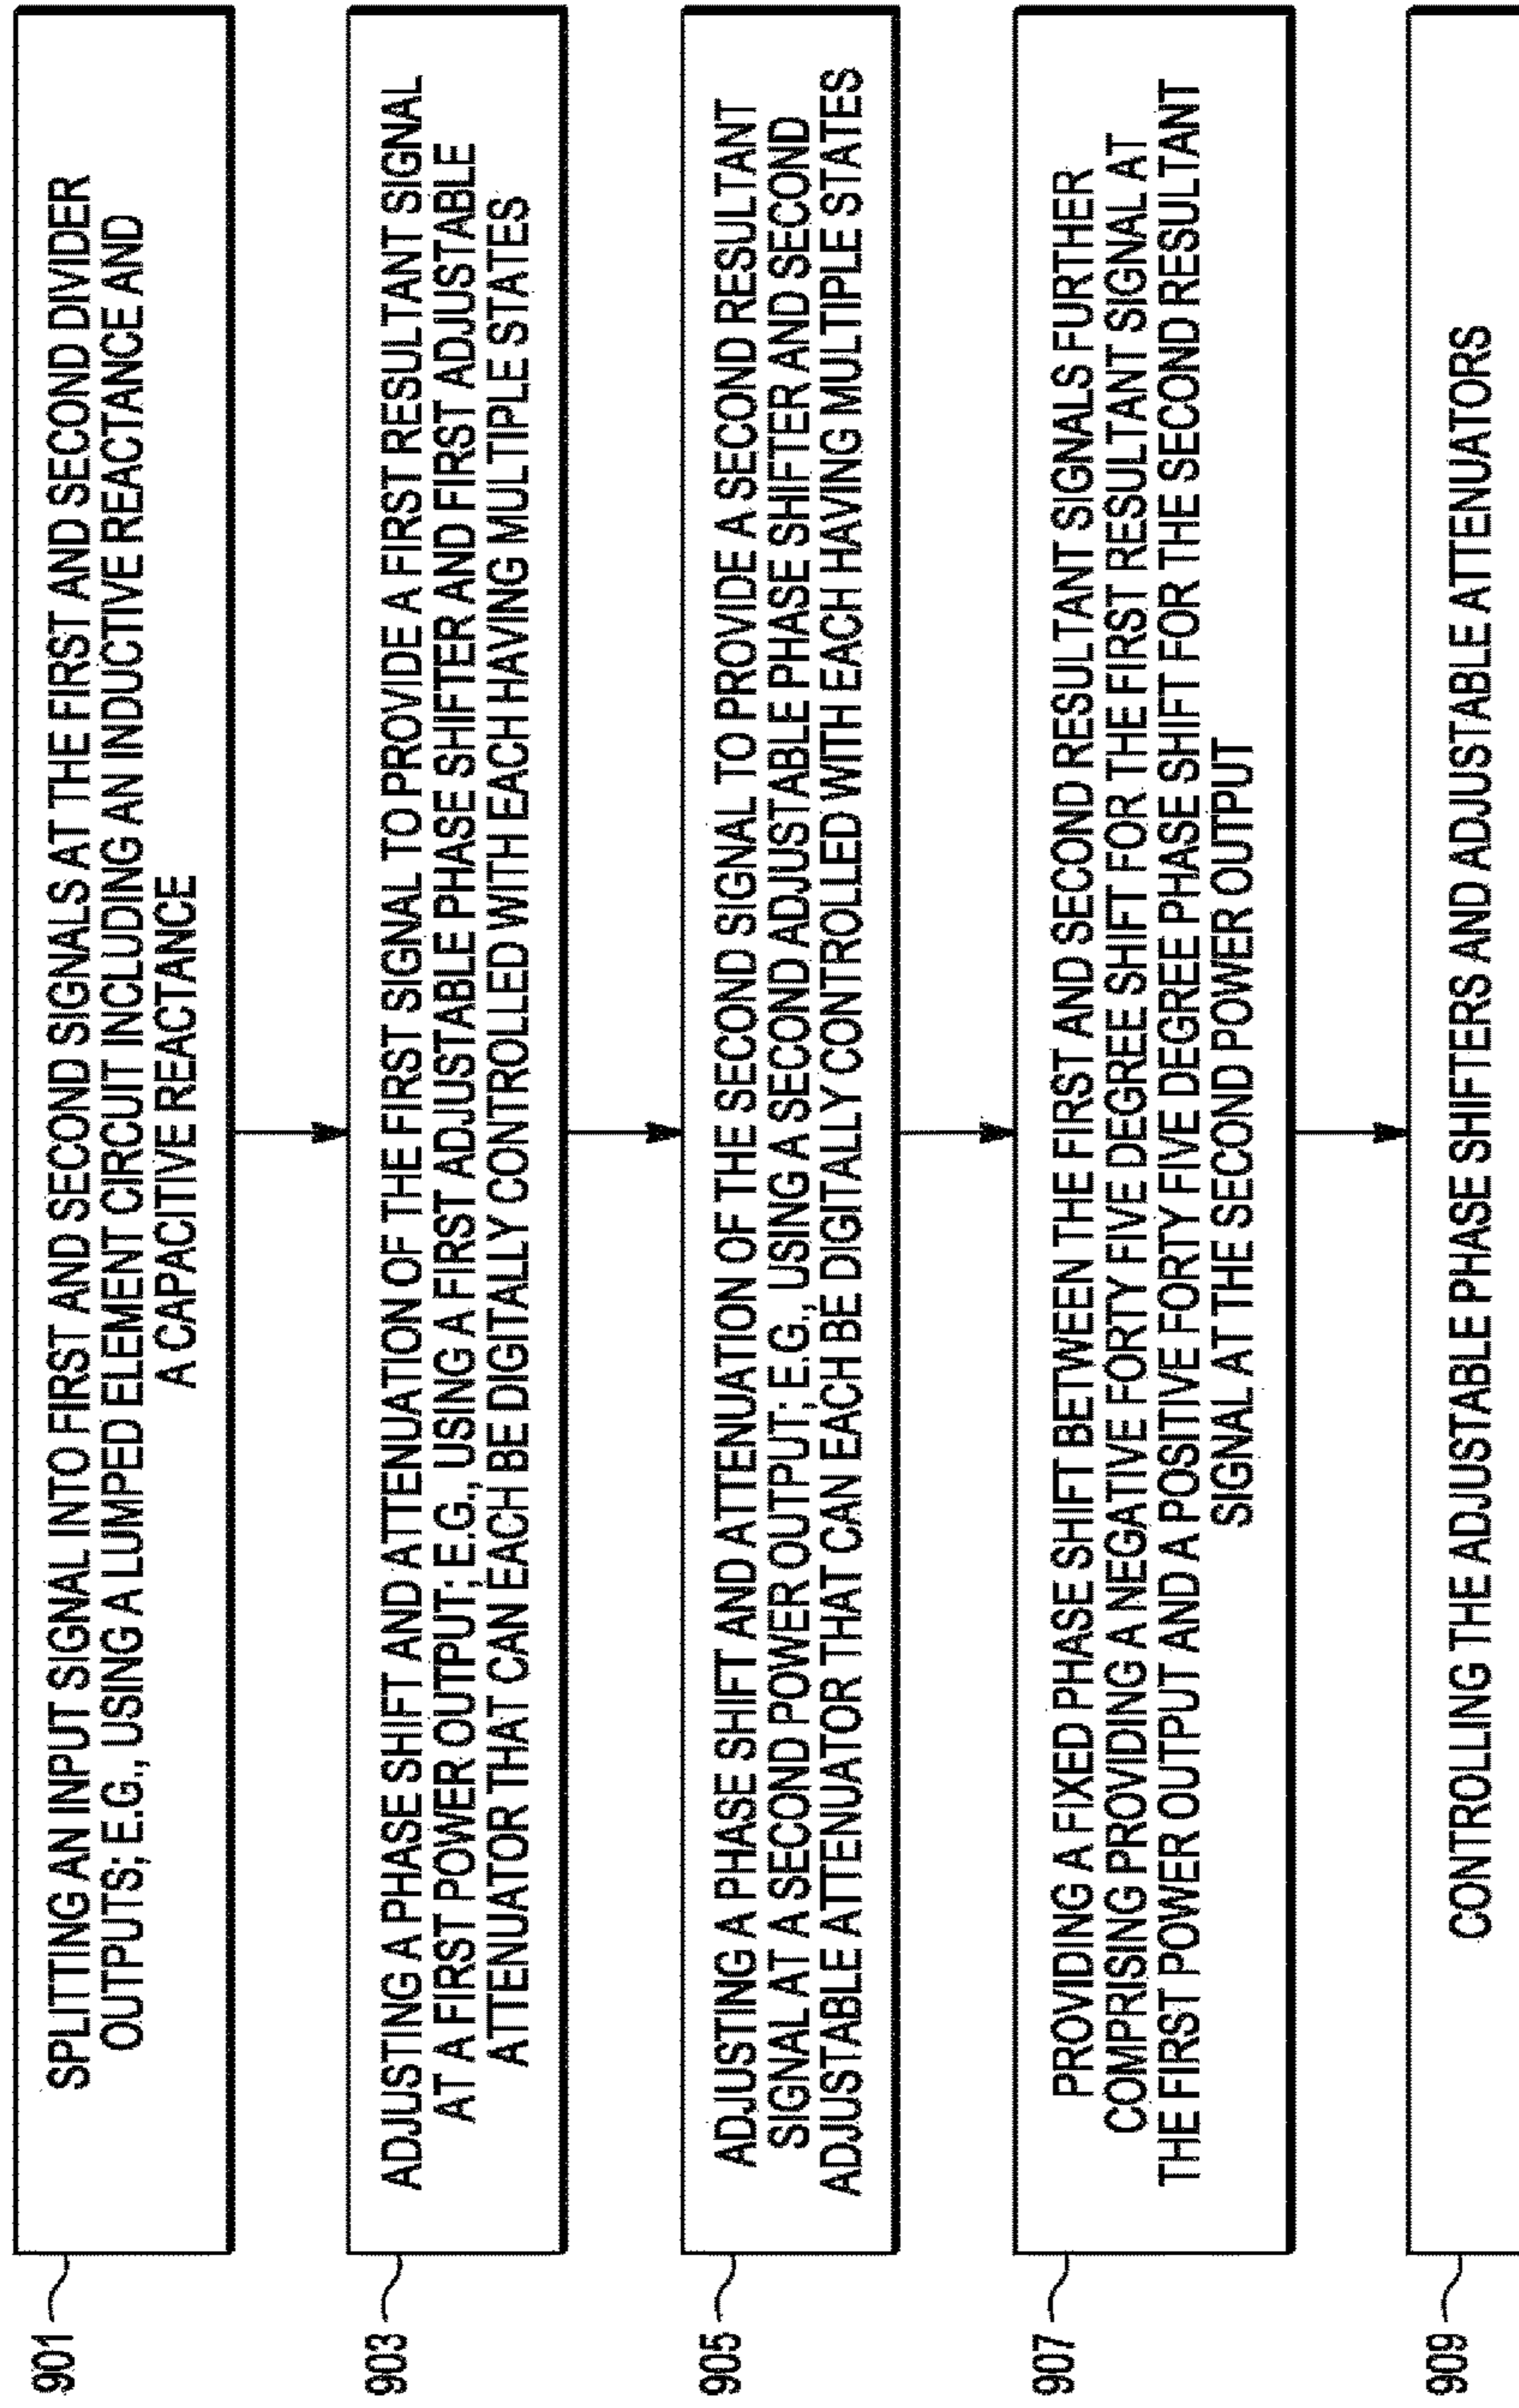 901
SPLITTING AN INPUT SIGNAL INTO FIRST AND SECOND SIGNALS AT THE FIRST AND SECOND DIVIDER
OUTPUTS; E.G., USING A LUMPED ELEMENT CIRCUIT INCLUDING AN INDUCTIVE REACTANCE AND
A CAPACITIVE REACTANCE
903
ADJUSTING A PHASE SHIFT AND ATTENUATION OF THE FIRST SIGNAL TO PROVIDE A FIRST RESULTANT SIGNAL
AT A FIRST POWER OUTPUT; E.G., USING A FIRST ADJUSTABLE PHASE SHIFTER AND FIRST ADJUSTABLE
ATTENUATOR THAT CAN EACH BE DIGITALLY CONTROLLED WITH EACH HAVING MULTIPLE STATES
905
ADJUSTING A PHASE SHIFT AND ATTENUATION OF THE SECOND SIGNAL TO PROVIDE A SECOND RESULTANT
SIGNAL AT A SECOND POWER OUTPUT; E.G., USING A SECOND ADJUSTABLE PHASE SHIFTER AND SECOND
ADJUSTABLE ATTENUATOR THAT CAN EACH BE DIGITALLY CONTROLLED WITH EACH HAVING MULTIPLE STATES
907
PROVIDING A FIXED PHASE SHIFT BETWEEN THE FIRST AND SECOND RESULTANT SIGNALS FURTHER
COMPRISING PROVIDING A NEGATIVE FORTY FIVE DEGREE SHIFT FOR THE FIRST RESULTANT SIGNAL AT
THE FIRST POWER OUTPUT AND A POSITIVE FORTY FIVE DEGREE PHASE SHIFT FOR THE SECOND RESULTANT
SIGNAL AT THE SECOND POWER OUTPUT
909
CONTROLLING THE ADJUSTABLE PHASE SHIFTERS AND ADJUSTABLE ATTENUATORS